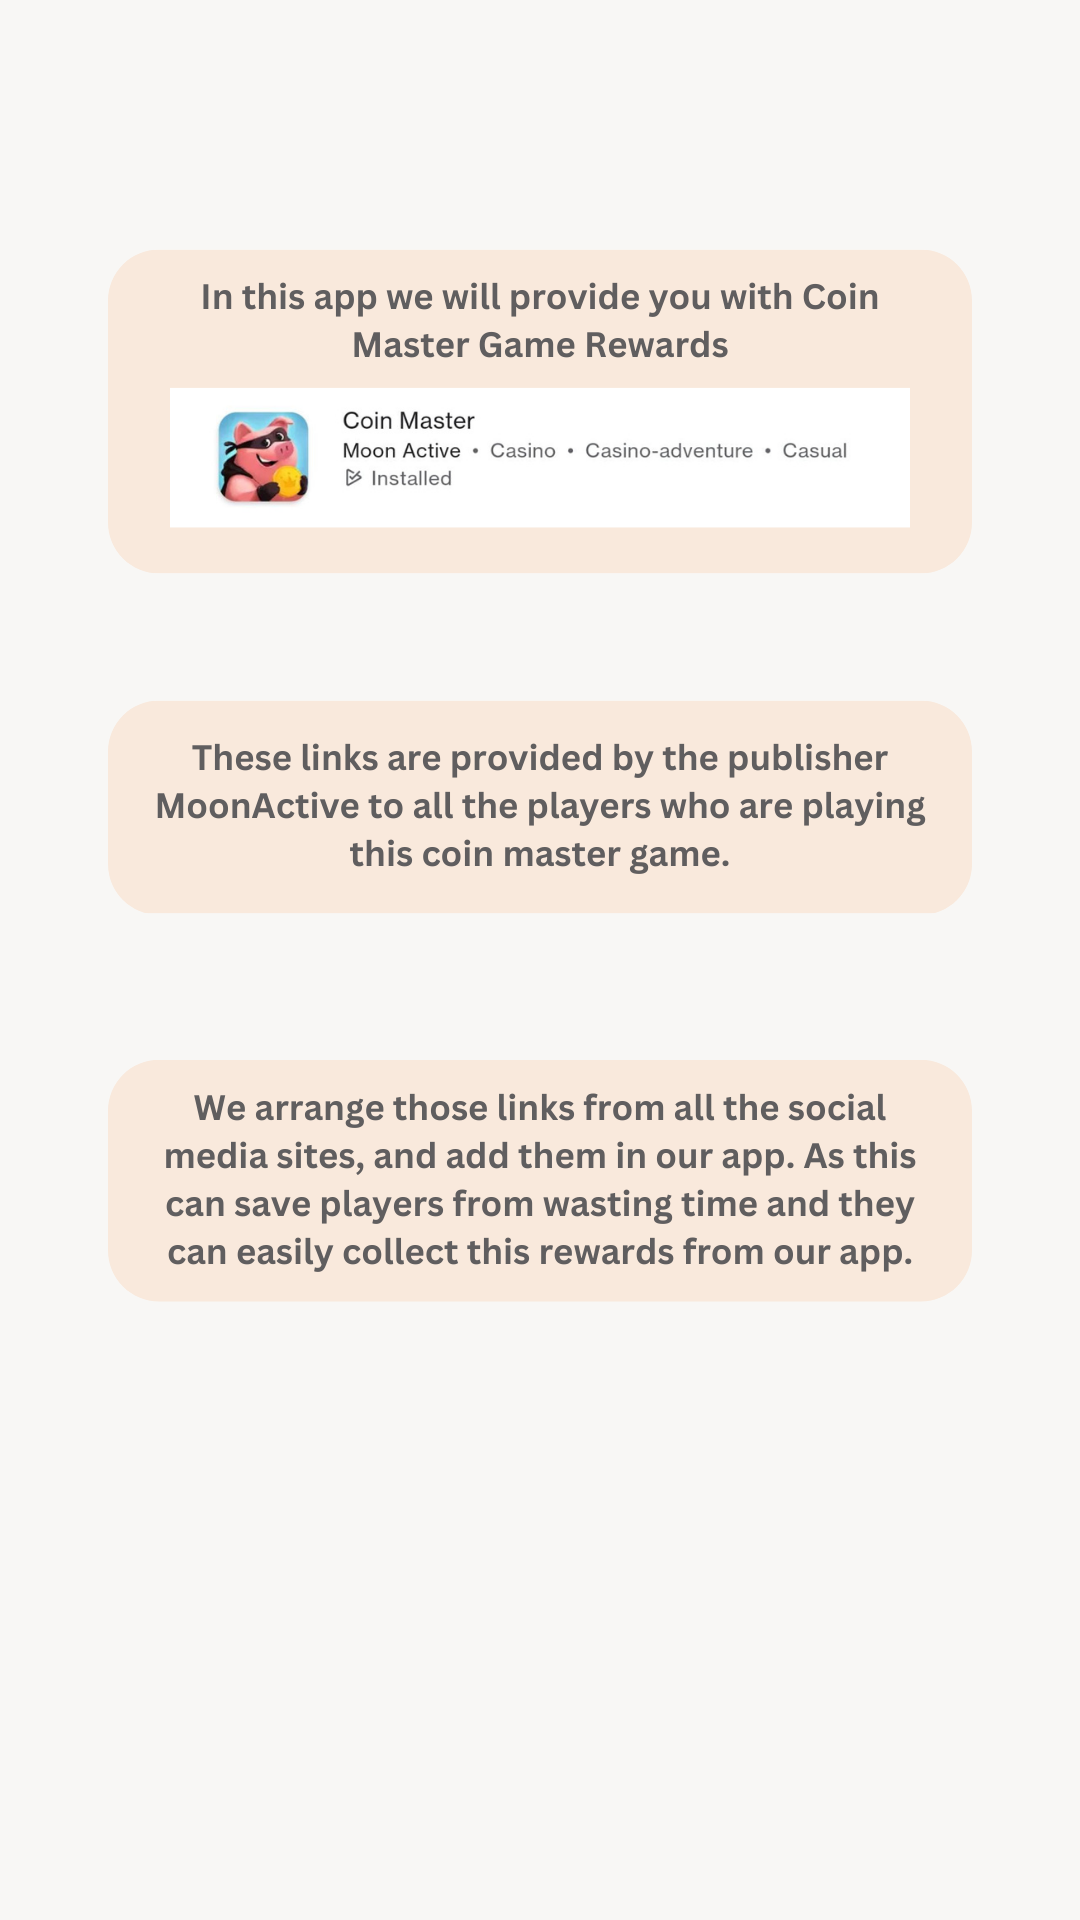 In this app we will provide you with Coin
Master Game Rewards
Coin Master
Moon Active • Casino • Casino-adventure • Casual
Installed
These links are provided by the publisher
MoonActive to all the players who are playing
this coin master game.
We arrange those links from all the social
media sites, and add them in our app. As this
can save players from wasting time and they
can easily collect this rewards from our app.